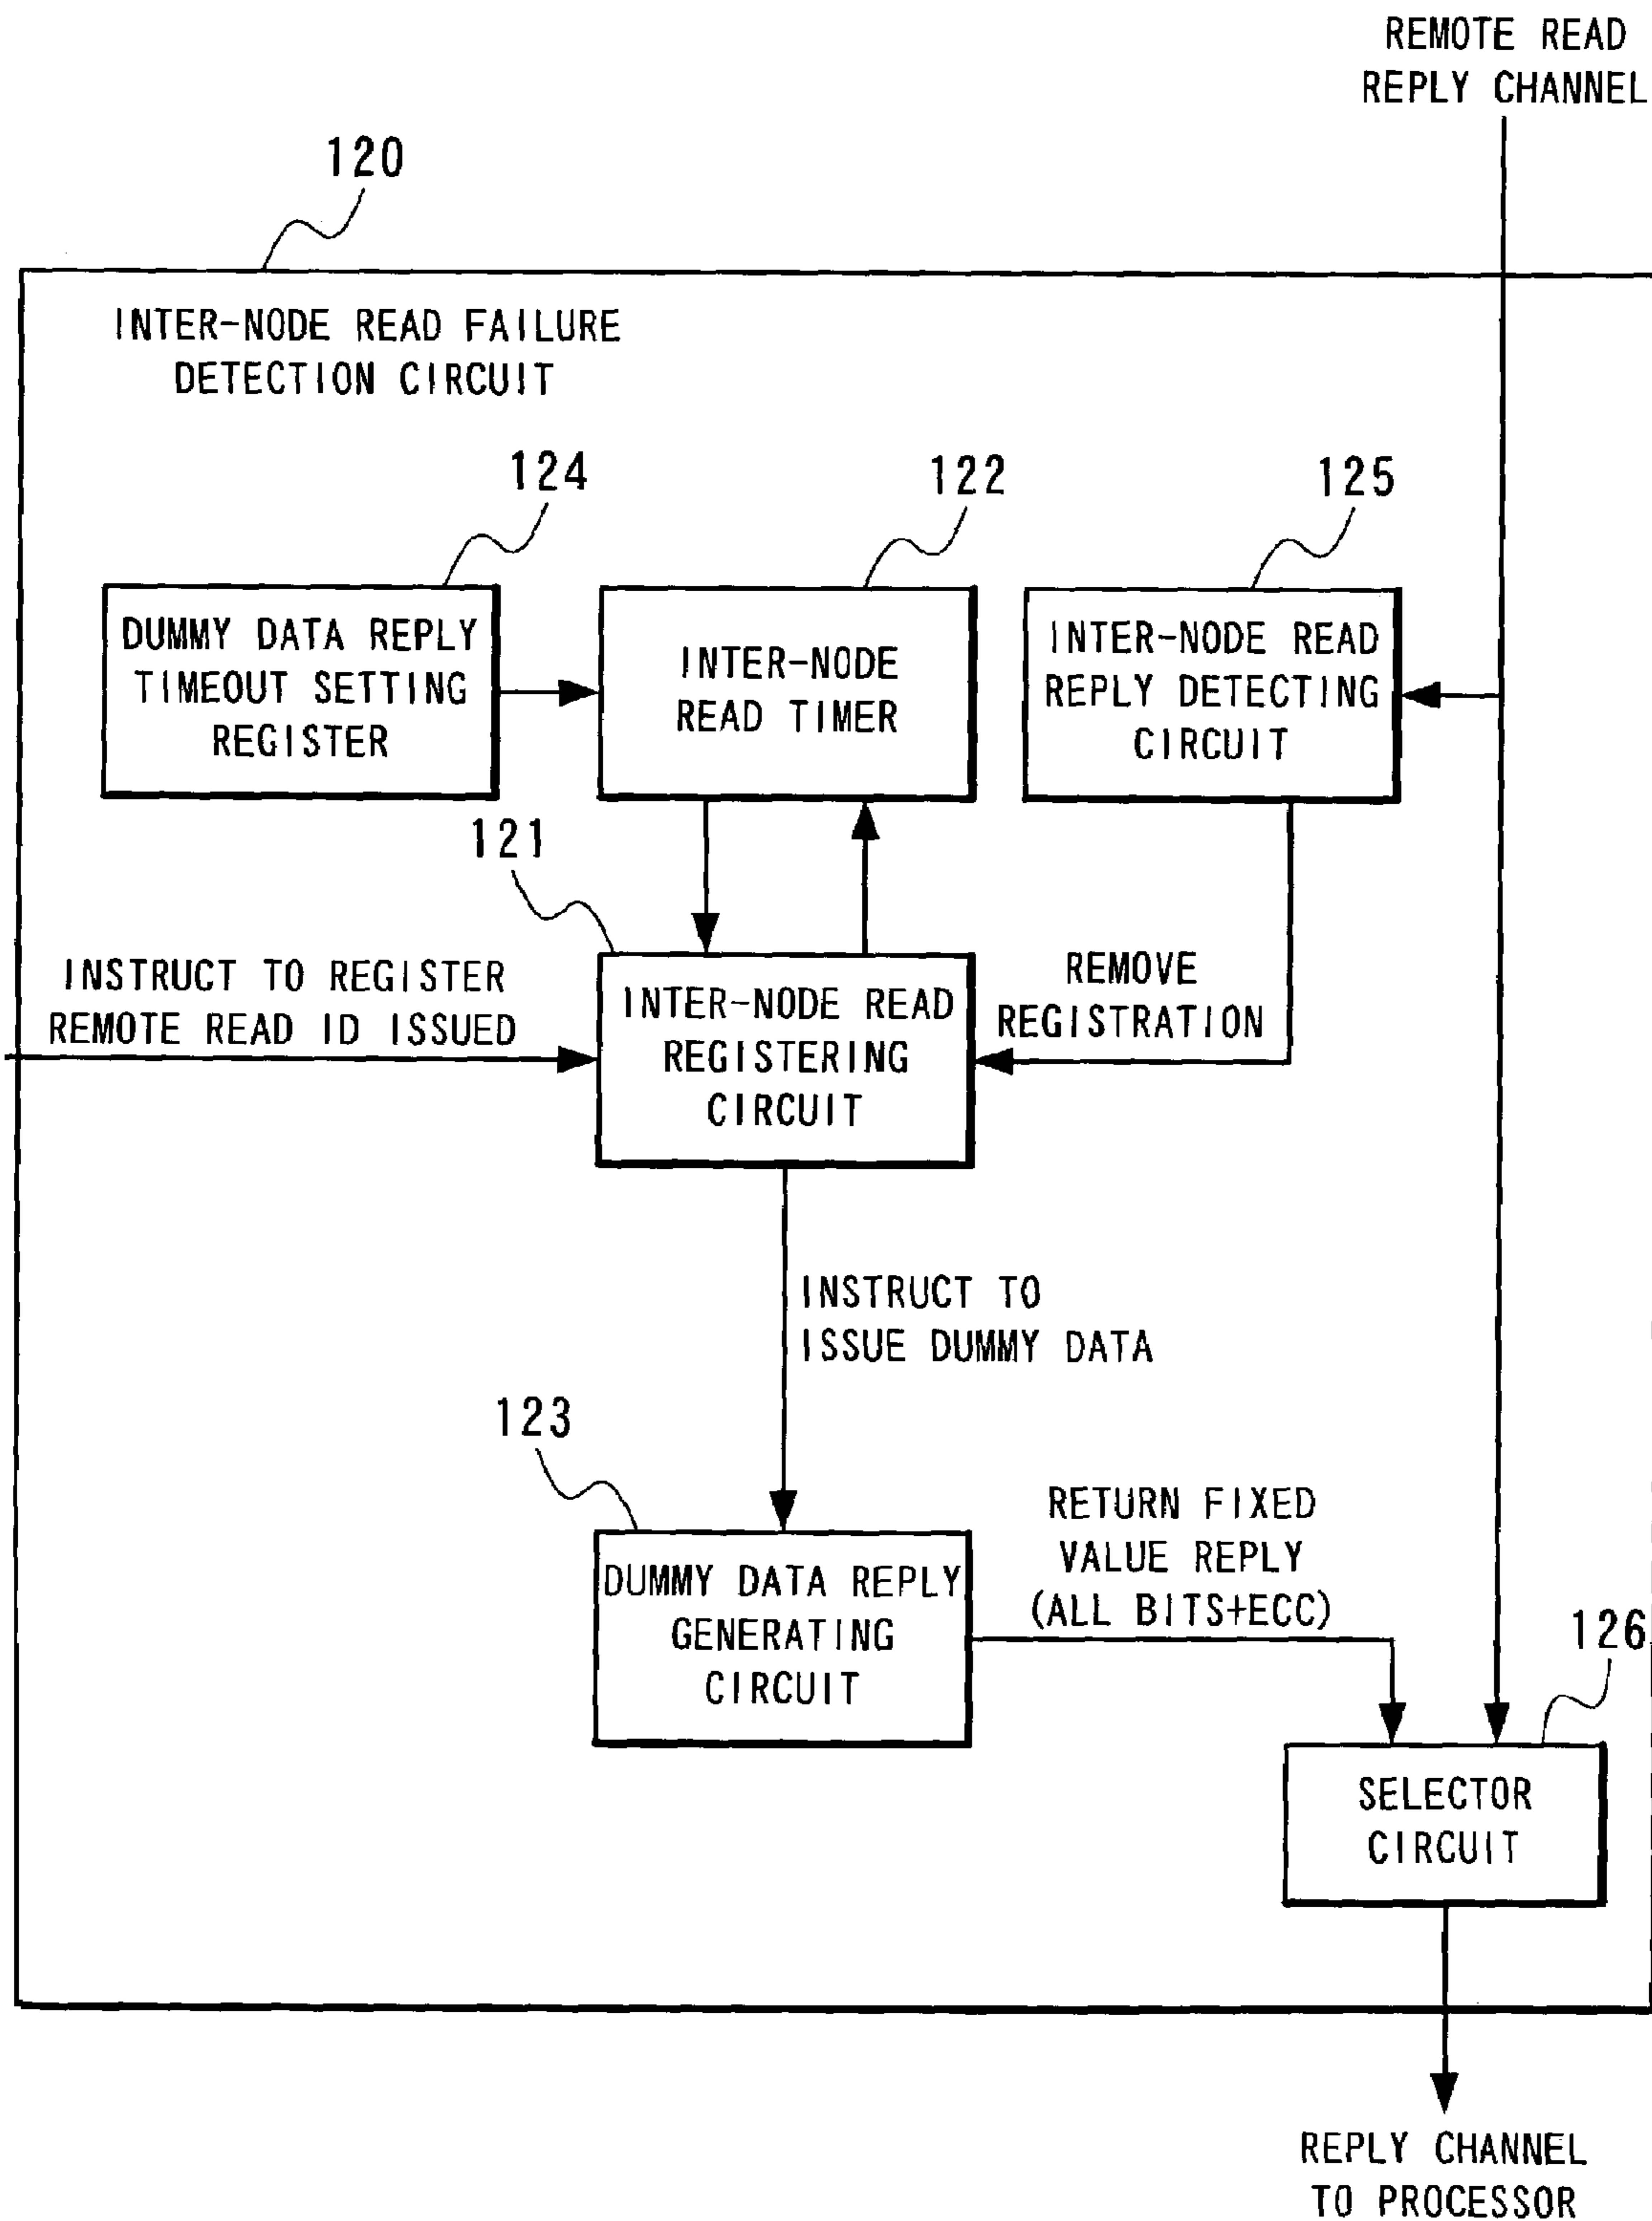 REMOTE READ
REPLY CHANNEL
120
INTER-NODE READ FAILURE
DETECTION CIRCUIT
124
122
125
DUMMY DATA REPLY
TIMEOUT SETTING
REGISTER
INTER-NODE
READ TIMER
INTER-NODE READ
REPLY DETECTING
CIRCUIT
121
INSTRUCT TO REGISTER
REMOTE READ ID ISSUED
INTER-NODE READ
REGISTERING
CIRCUIT
REMOVE
REGISTRATION
INSTRUCT TO
ISSUE DUMMY DATA
123
DUMMY DATA REPLY
GENERATING
CIRCUIT
RETURN FIXED
VALUE REPLY
(ALL BITS+ECC)
126
SELECTOR
CIRCUIT
REPLY CHANNEL
TO PROCESSOR